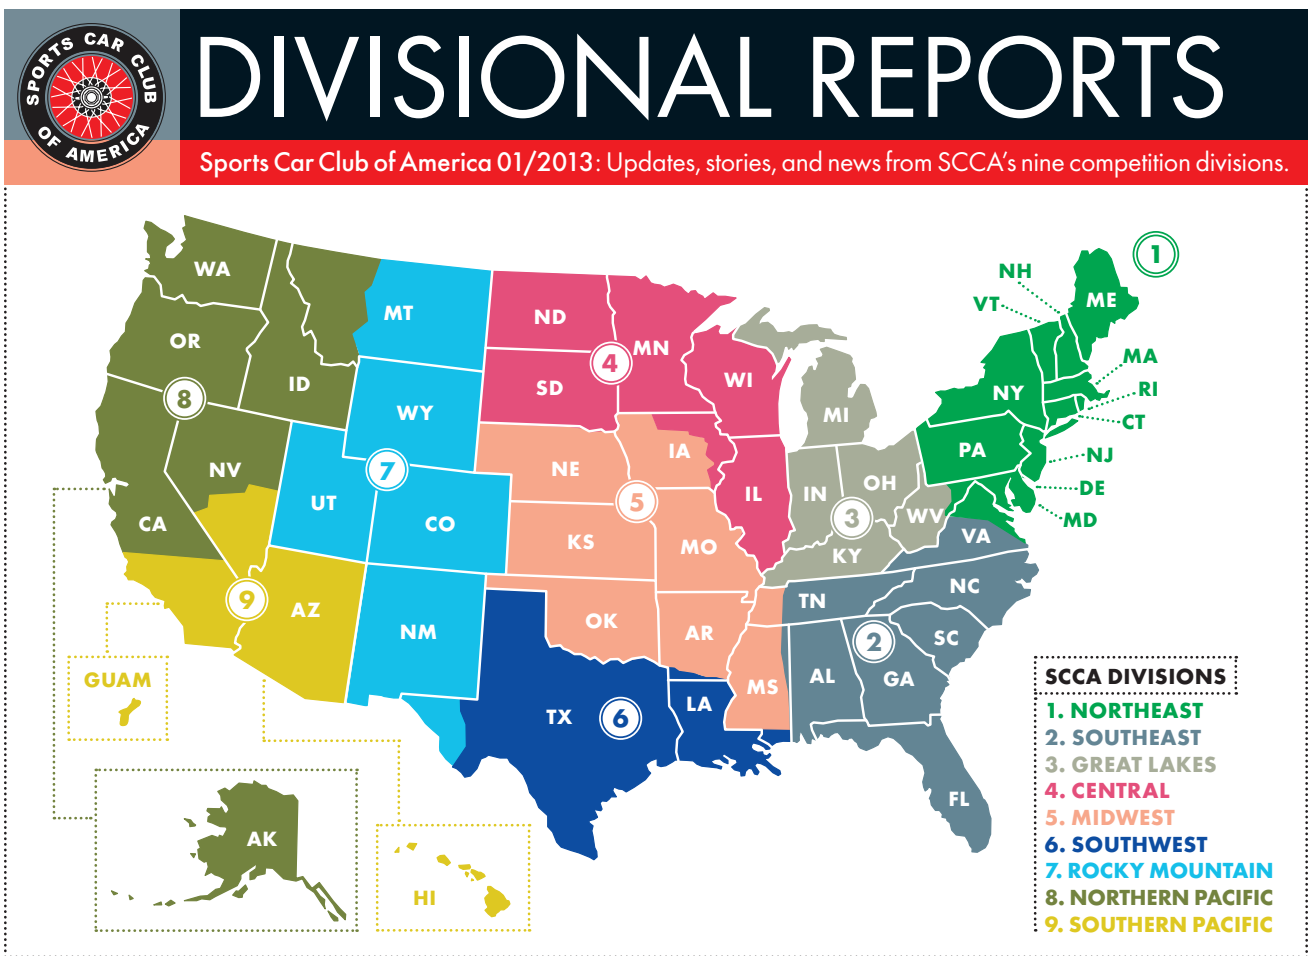 SPORTS CAR CLUB
OF AMERICA
DIVISIONAL REPORTS
Sports Car Club of America 01/2013: Updates, stories, and news from SCCA's nine competition divisions.
1
NH
VT
ME
WA
MT
ND
MN
OR
4
MA
ID
SD
WI
RI
8
WY
MI
NY
CT
NV
7
NE
IA
PA
NJ
UT
CO
5
IL
IN
OH
DE
CA
KS
MO
3
WV
MD
KY
VA
9
AZ
NM
OK
AR
TN
NC
2
SC
GUAM
TX
6
LA
MS
AL
GA
FL
AK
HI
SCCA DIVISIONS
1. NORTHEAST
2. SOUTHEAST
3. GREAT LAKES
4. CENTRAL
5. MIDWEST
6. SOUTHWEST
7. ROCKY MOUNTAIN
8. NORTHERN PACIFIC
9. SOUTHERN PACIFIC